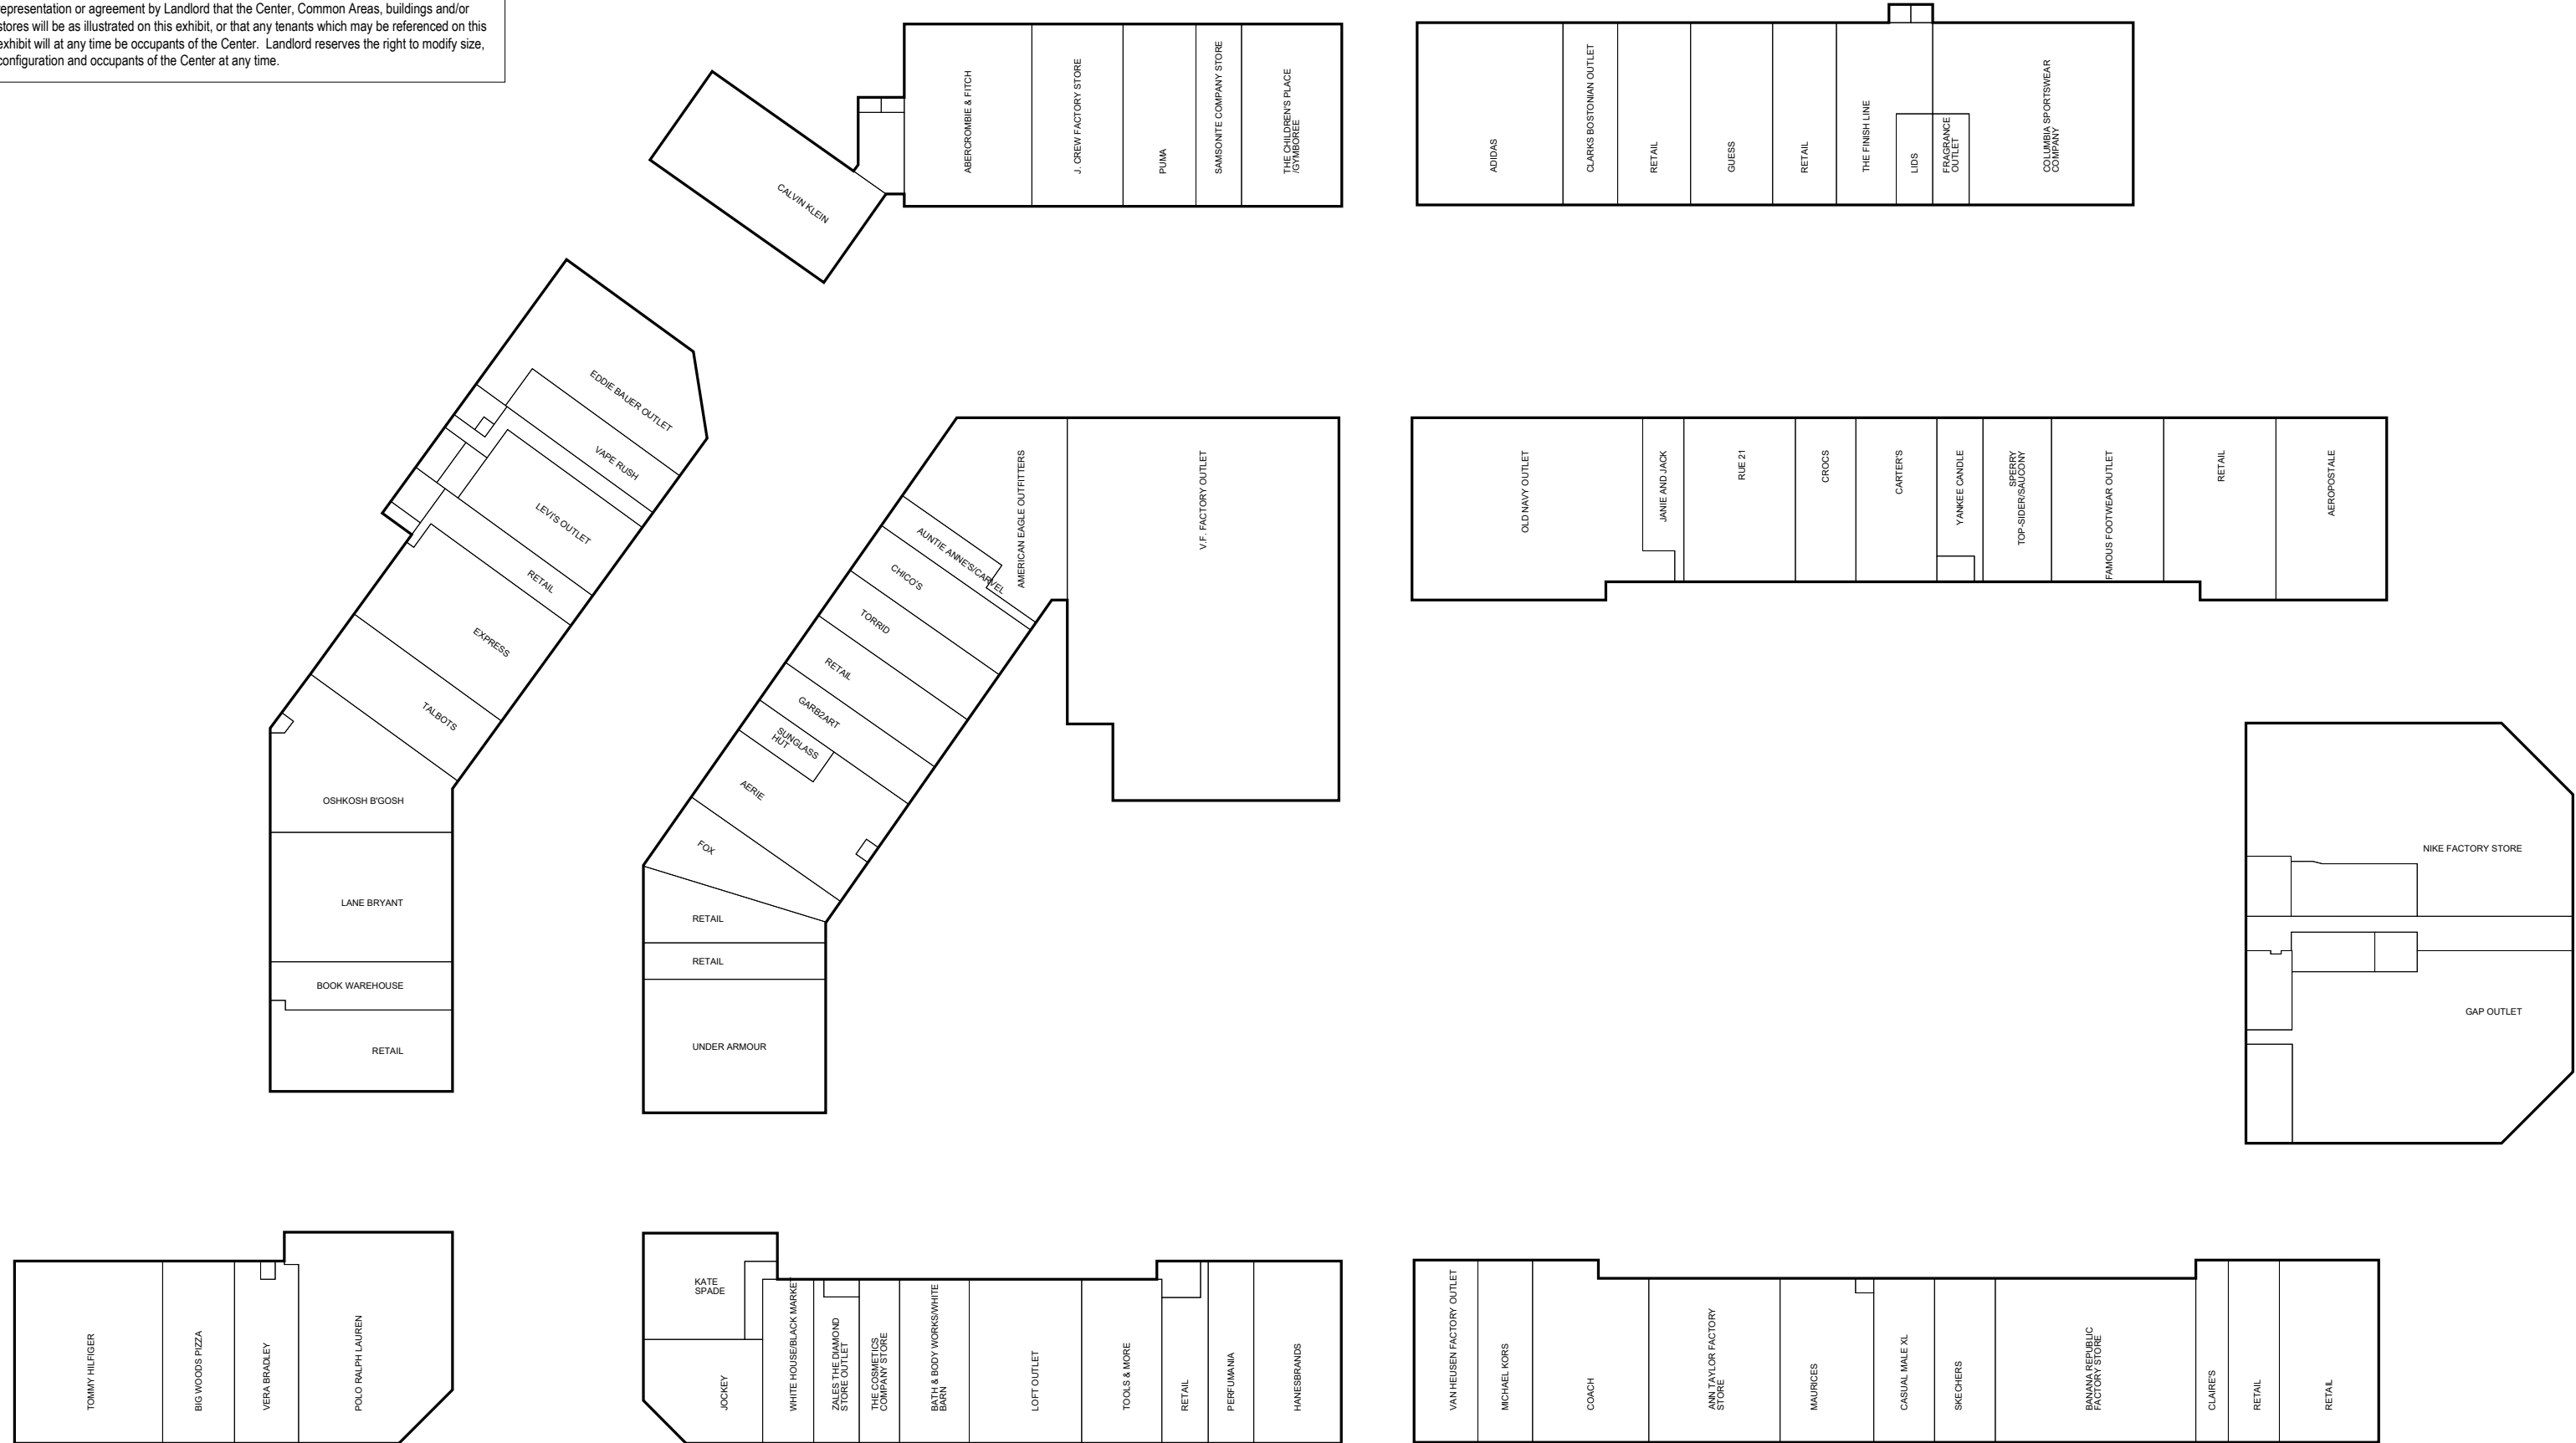 representation or agreement by Landlord that the Center, Common Areas, buildings and/or
stores will be as illustrated on this exhibit, or that any tenants which may be referenced on this
exhibit will at any time be occupants of the Center. Landlord reserves the right to modify size,
configuration and occupants of the Center at any time.
CALVIN KLEIN
ABERCROMBIE & FITCH
J. CREW FACTORY STORE
PUMA
SAMSONITE COMPANY STORE
THE CHILDREN'S PLACE
/GYMBOREE
ADIDAS
CLARKS BOSTONIAN OUTLET
RETAIL
GUESS
RETAIL
THE FINISH LINE
LIDS
FRAGRANCE
OUTLET
COLUMBIA SPORTSWEAR
COMPANY
EDDIE BAUER OUTLET
VAPE RUSH
LEVI'S OUTLET
RETAIL
EXPRESS
TALBOTS
OSHKOSH B'GOSH
LANE BRYANT
BOOK WAREHOUSE
RETAIL
V.F. FACTORY OUTLET
AMERICAN EAGLE OUTFITTERS
AUNTIE ANNE'S/CARVEL
CHICO'S
TORRID
RETAIL
GARB2ART
SUNGLASS
HUT
AERIE
FOX
RETAIL
RETAIL
UNDER ARMOUR
OLD NAVY OUTLET
JANIE AND JACK
RUE 21
CROCS
CARTER'S
YANKEE CANDLE
SPERRY
TOP-SIDER/SAUCONY
FAMOUS FOOTWEAR OUTLET
RETAIL
AEROPOSTALE
NIKE FACTORY STORE
GAP OUTLET
TOMMY HILFIGER
BIG WOODS PIZZA
VERA BRADLEY
POLO RALPH LAUREN
KATE
SPADE
JOCKEY
WHITE HOUSE/BLACK MARKE
ZALES THE DIAMOND
STORE OUTLET
THE COSMETICS
COMPANY STORE
BATH & BODY WORKS/WHITE
BARN
LOFT OUTLET
TOOLS & MORE
RETAIL
PERFUMANIA
HANESBRANDS
VAN HEUSEN FACTORY OUTLET
MICHAEL KORS
COACH
ANN TAYLOR FACTORY
STORE
MAURICES
CASUAL MALE XL
SKECHERS
BANANA REPUBLIC
FACTORY STORE
CLAIRE'S
RETAIL
RETAIL